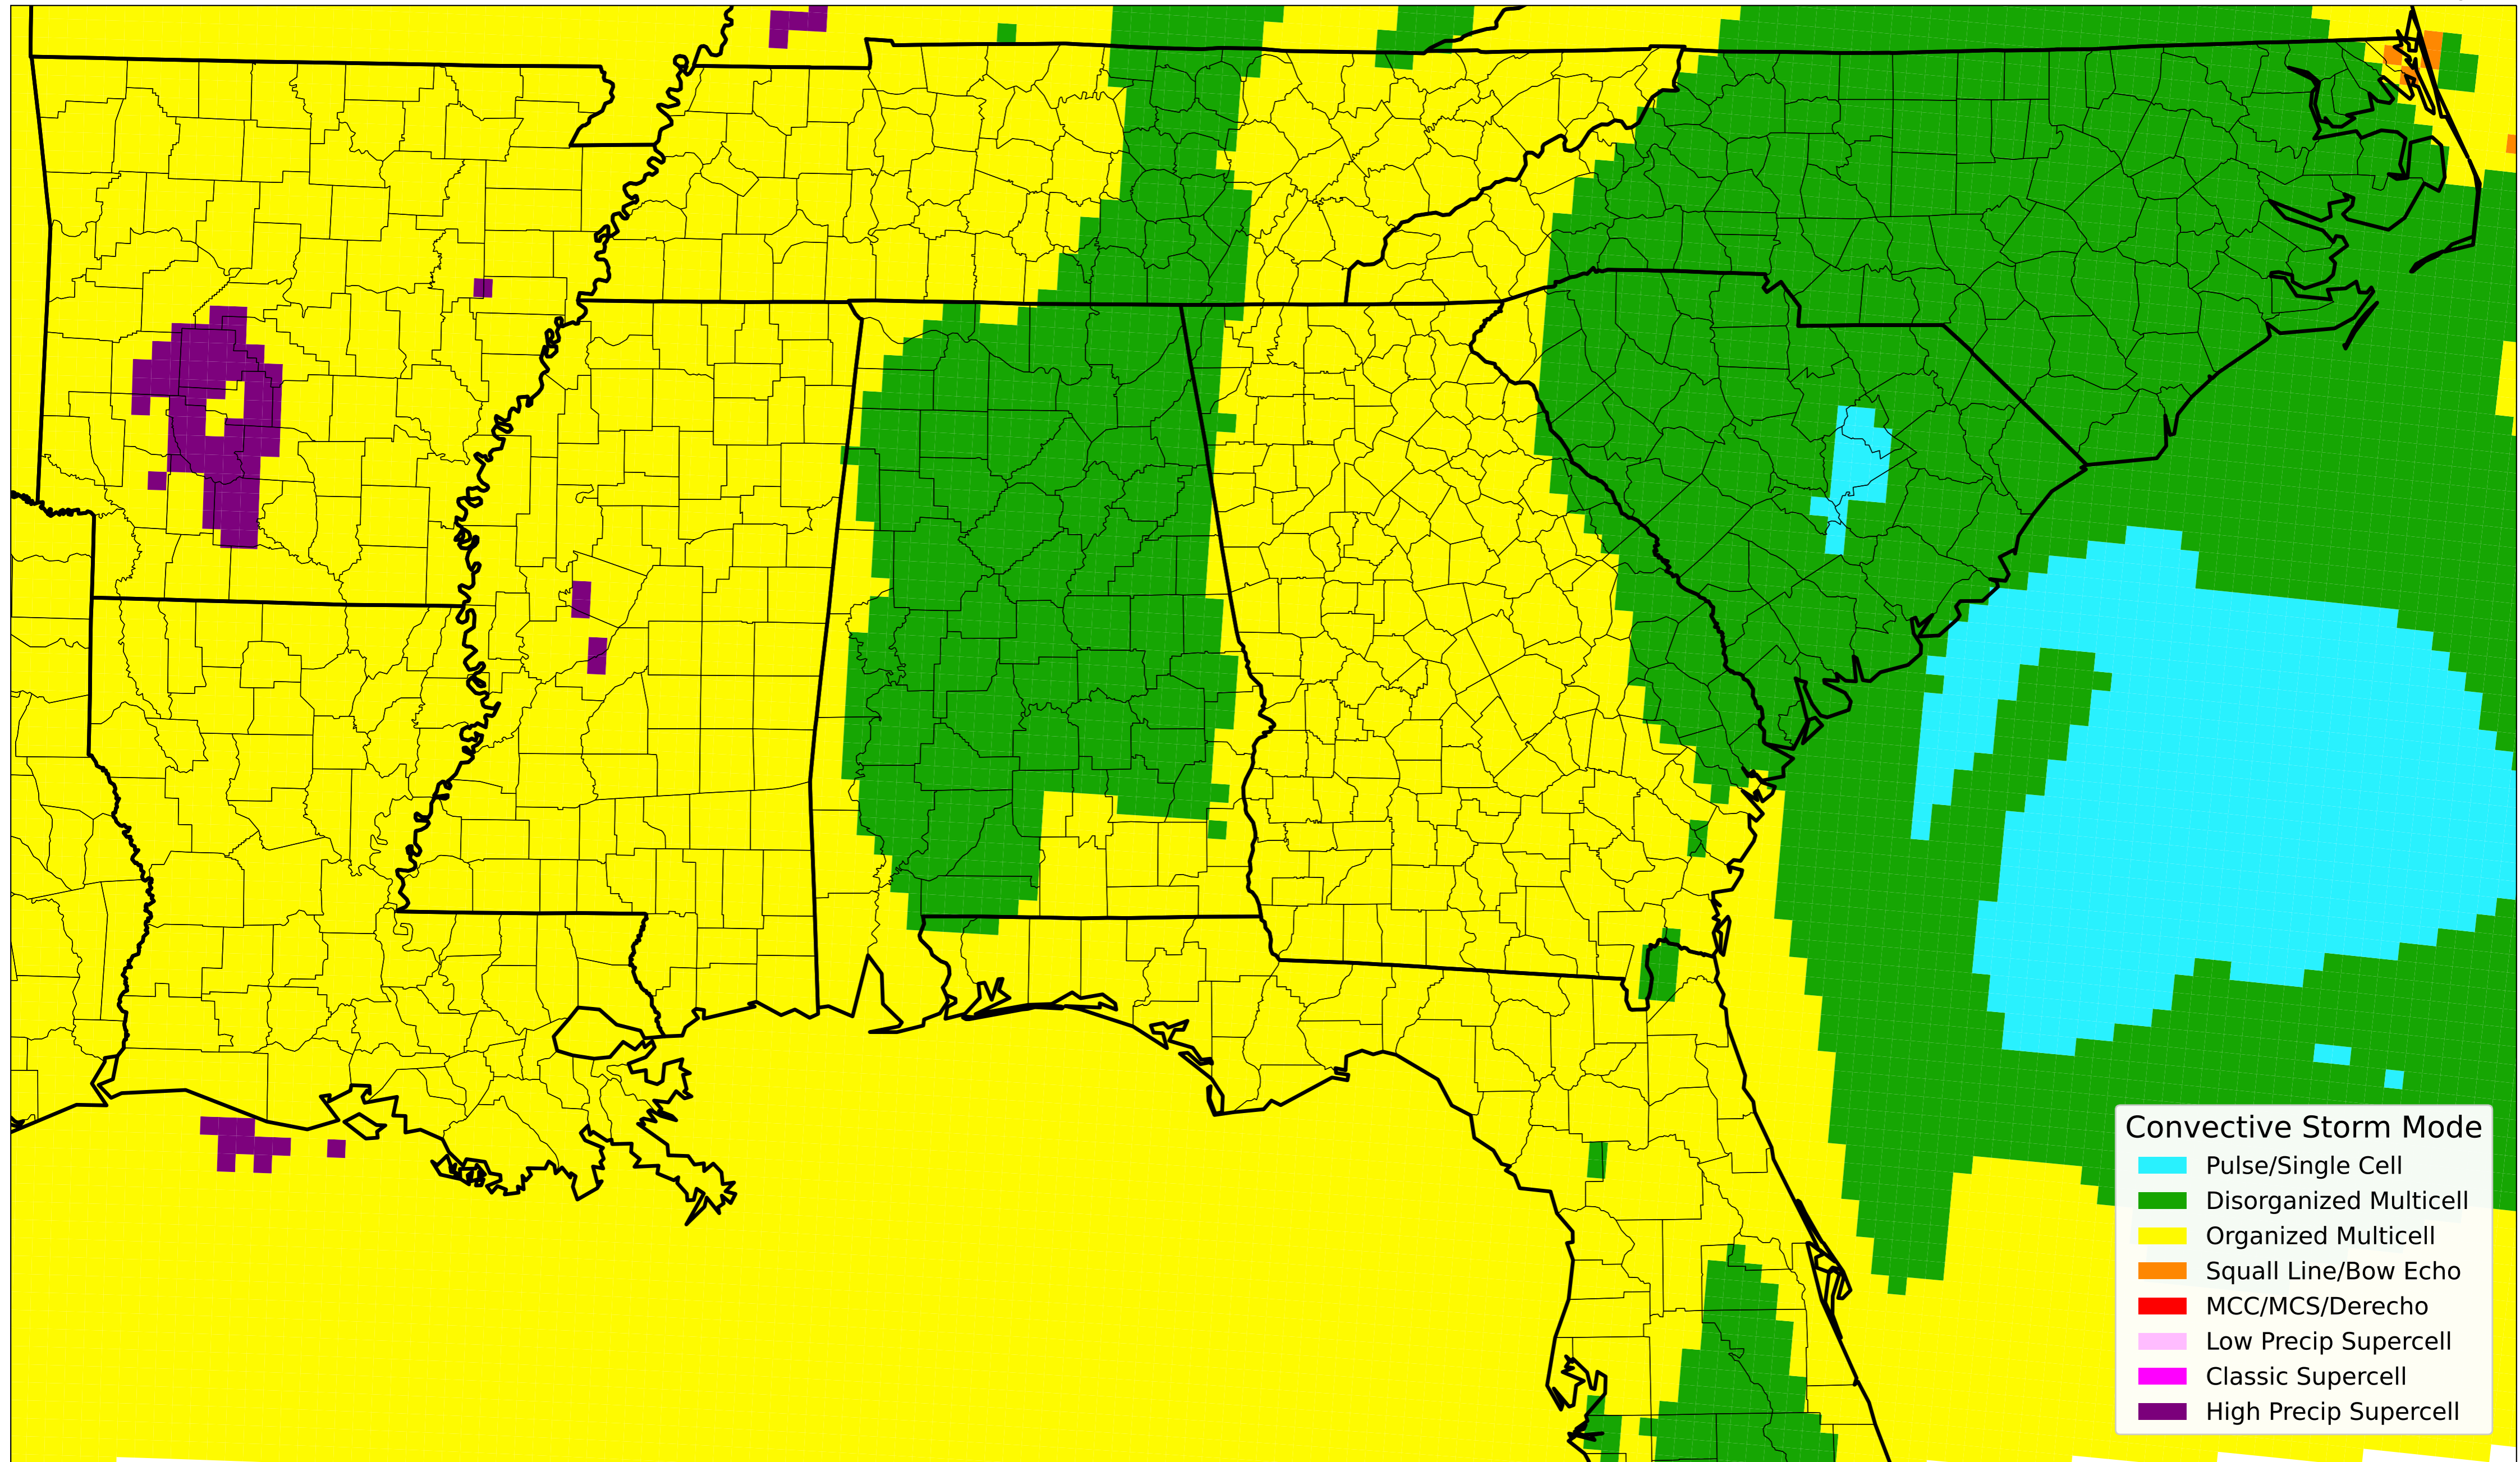 Convective Storm Mode
Pulse/Single Cell
Disorganized Multicell
Organized Multicell
Squall Line/Bow Echo
MCC/MCS/Derecho
Low Precip Supercell
Classic Supercell
High Precip Supercell